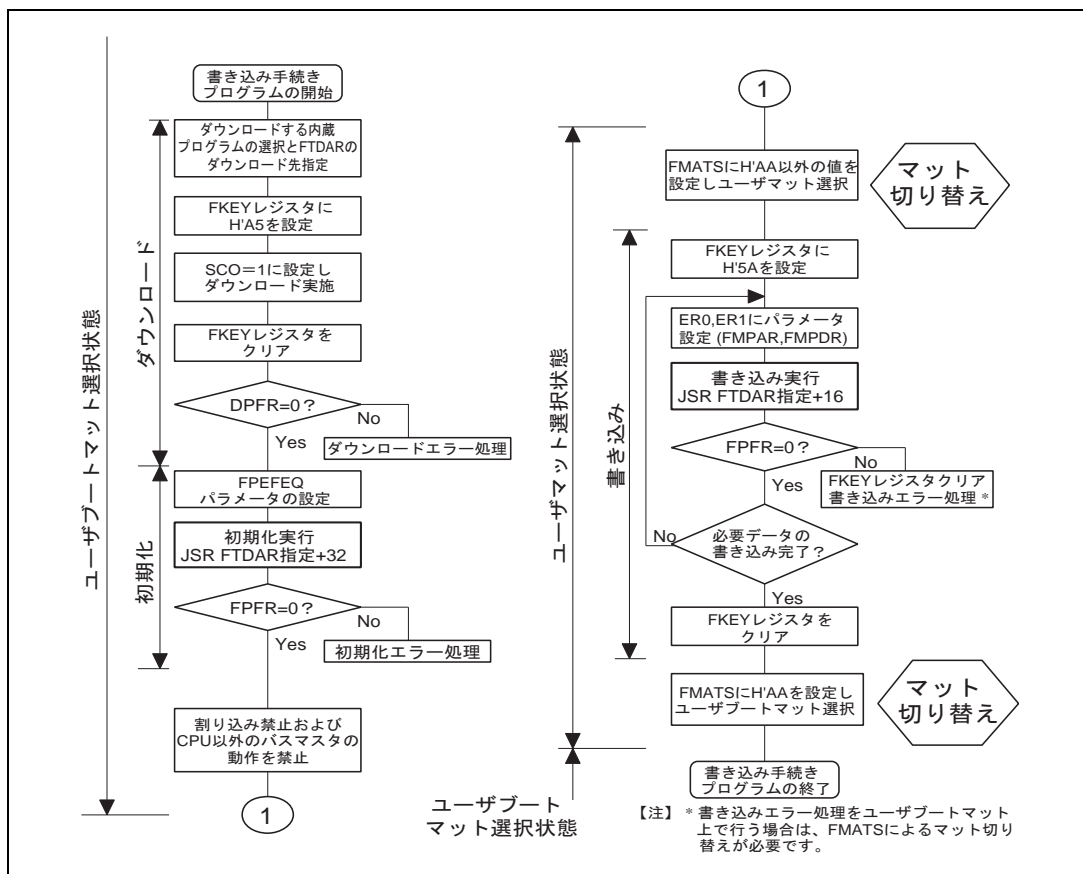 書き込み手続き
プログラムの開始
ダウンロードする内蔵
プログラムの選択とFTDARの
ダウンロード先指定
FKEYレジスタに
H'A5を設定
SCO=1に設定し
ダウンロード実施
FKEYレジスタを
クリア
DPFR=0?
No
Yes
ダウンロードエラー処理
FPEFEQ
パラメータの設定
初期化実行
JSR FTDAR指定+32
FPFR=0?
No
Yes
初期化エラー処理
割り込み禁止および
CPU以外のバスマスタの
動作を禁止
1
ダウンロード
初期化
ユーザブートマット選択状態
1
FMATSにH'AA以外の値を
設定しユーザマット選択
マット
切り替え
FKEYレジスタに
H'5Aを設定
ER0,ER1にパラメータ
設定 (FMPAR,FMPDR)
書き込み実行
JSR FTDAR指定+16
FPFR=0?
No
Yes
FKEYレジスタクリア
書き込みエラー処理 *
必要データの
書き込み完了?
No
Yes
FKEYレジスタを
クリア
FMATSにH'AAを設定し
ユーザブートマット選択
マット
切り替え
書き込み
ユーザマット選択状態
書き込み手続き
プログラムの終了
ユーザブート
マット選択状態
【注】 * 書き込みエラー処理をユーザブートマット
上で行う場合は、FMATSによるマット切り
替えが必要です。